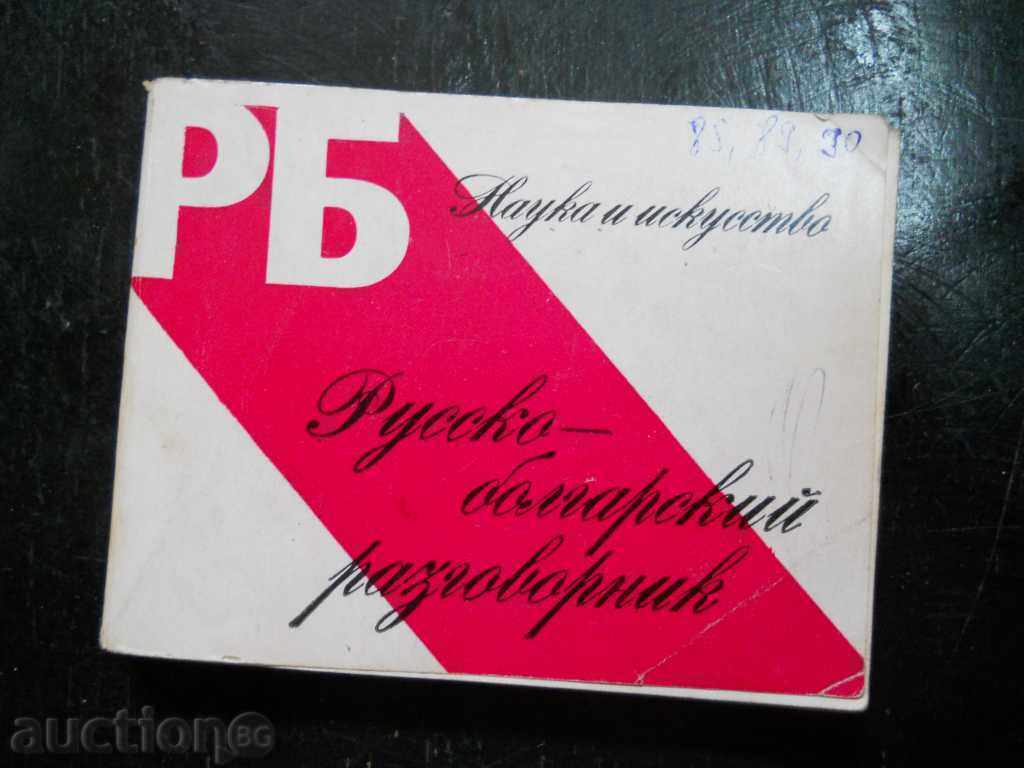 РБ
85, 89, 90
Наука и искусство
Русско-
болгарский
разговорник
auction BG